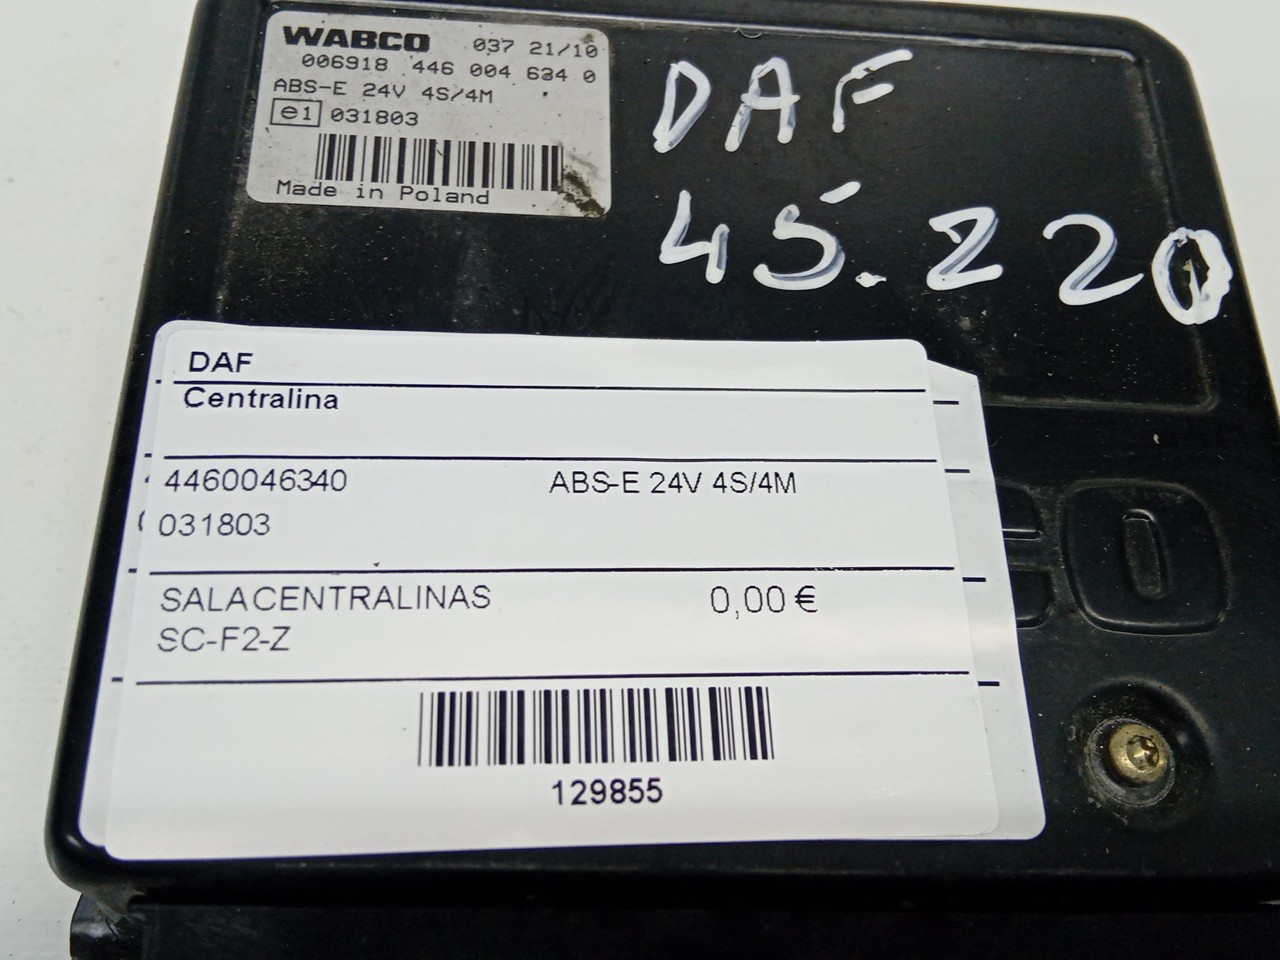 WABCO 037 21/10
006918 446 004 634 0
ABS-E 24V 4S/4M
e1 031803
Made in Poland
DAF
45.220
DAF
Centralina
4460046340 ABS-E 24V 4S/4M
031803
SALACENTRALINAS 0,00 €
SC-F2-Z
129855
CO